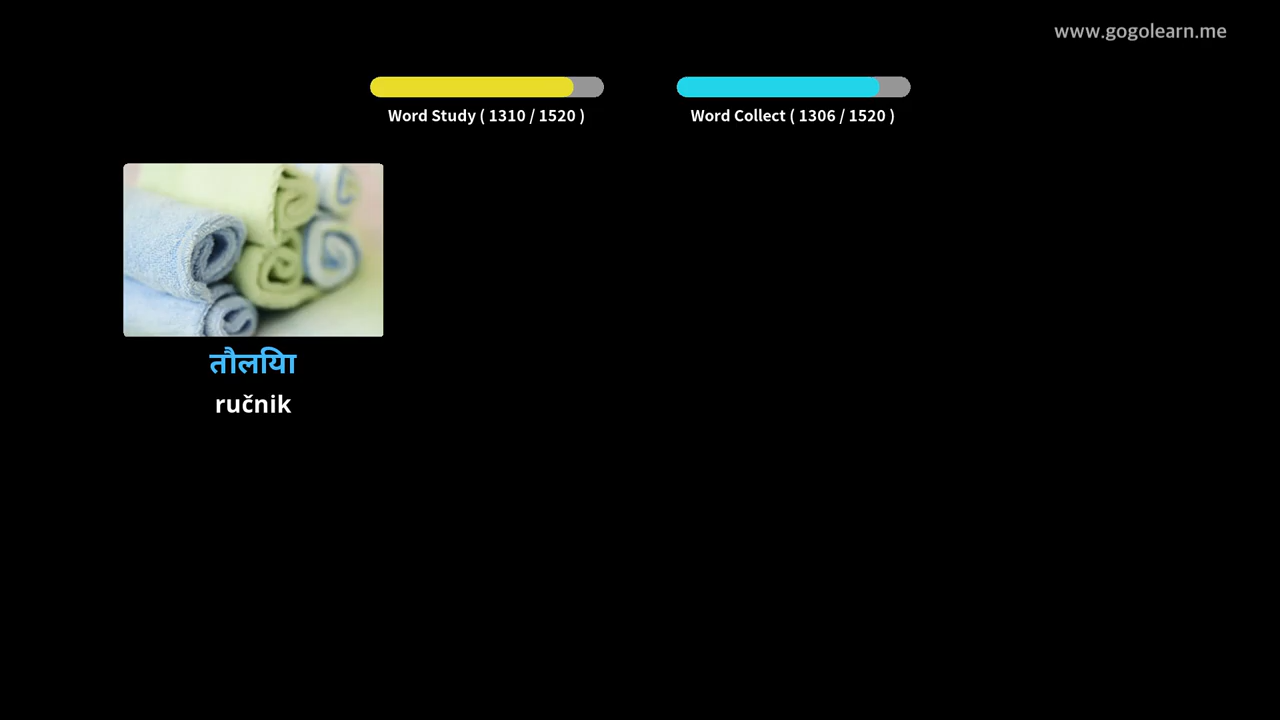 www.gogolearn.me
Word Study ( 1310 / 1520 )
Word Collect ( 1306 / 1520 )
तौलिया
ručnik